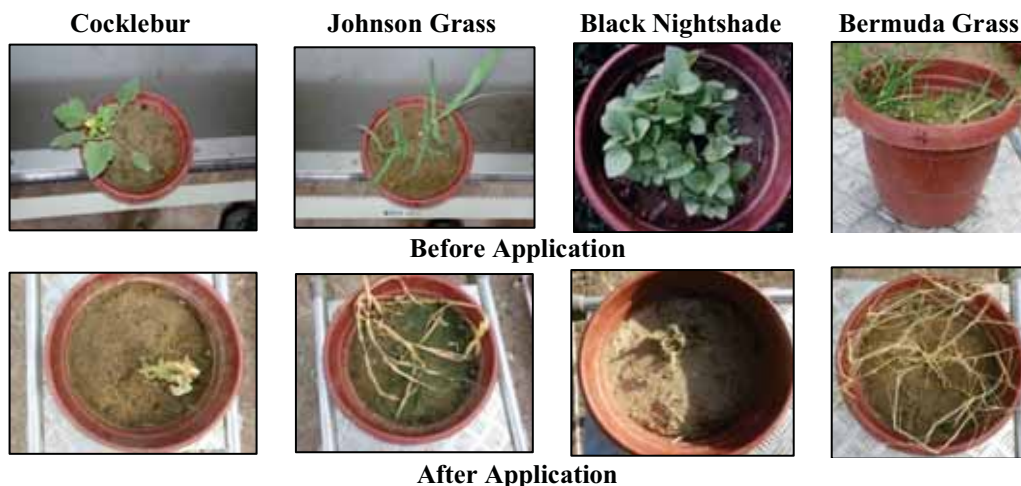 Cocklebur Johnson Grass Black Nightshade Bermuda Grass
Before Application
After Application